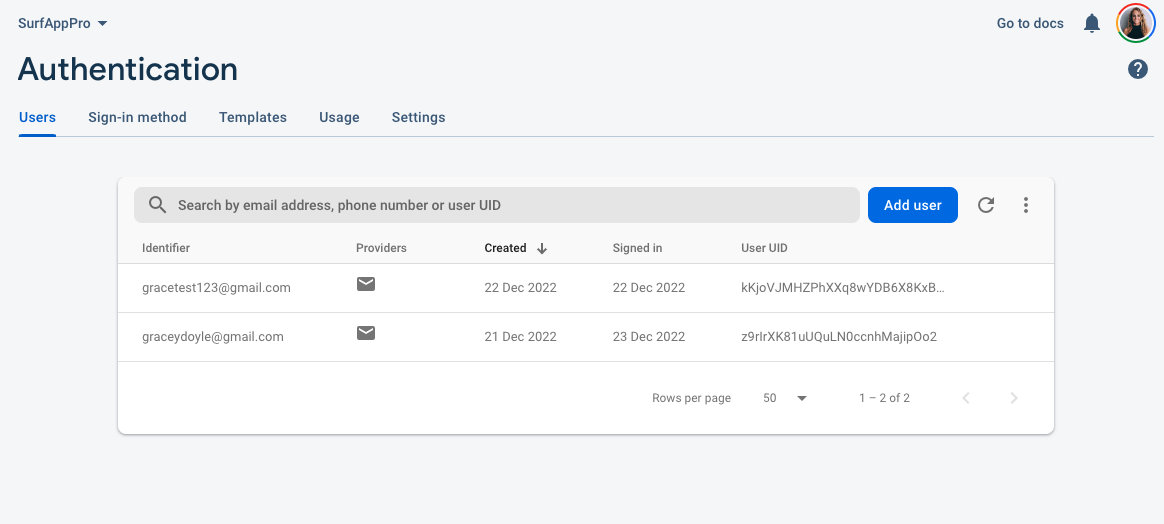 SurfAppPro
Go to docs
Authentication
Users Sign-in method Templates Usage Settings
Search by email address, phone number or user UID
Add user
Identifier Providers Created Signed in User UID
gracetest123@gmail.com 22 Dec 2022 22 Dec 2022 kKjoVJMHZPhXXq8wYDB6X8KxB...
graceydoyle@gmail.com 21 Dec 2022 23 Dec 2022 z9rIrXK81uUQuLN0ccnhMajipOo2
Rows per page 50 1 – 2 of 2